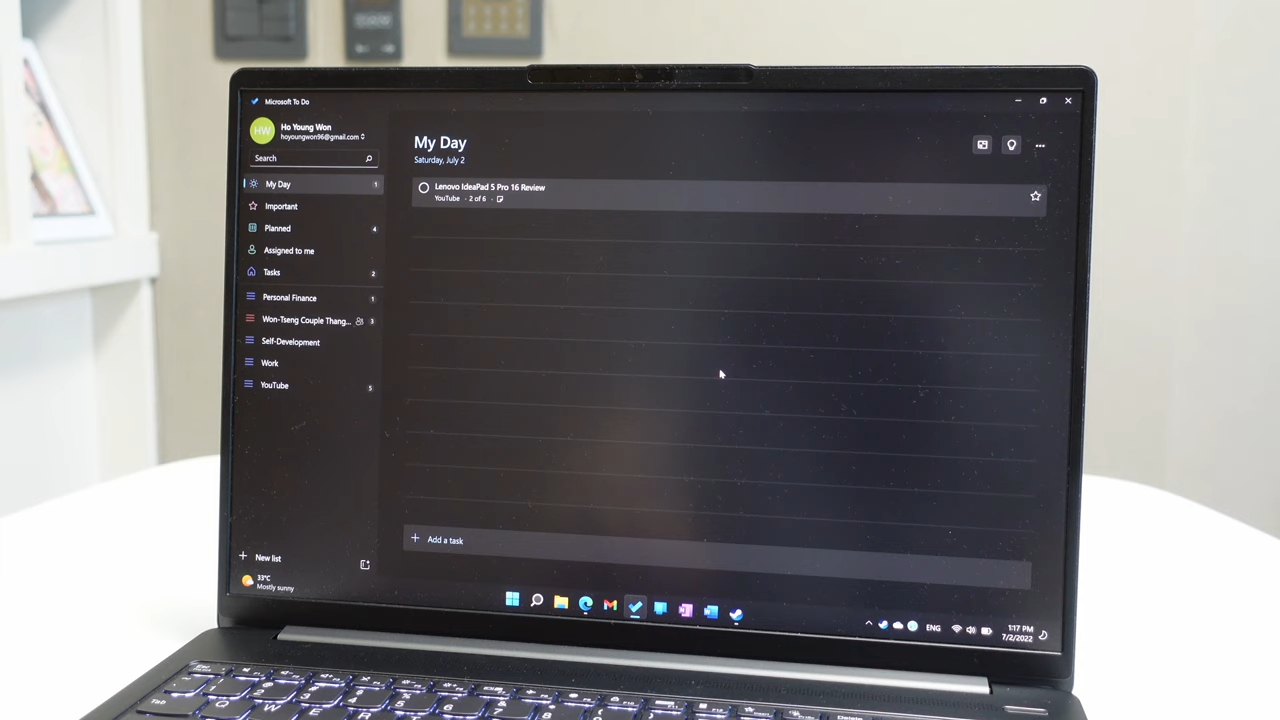 Microsoft To Do
HW
Ho Young Won
hoyoungwon96@gmail.com
Search
My Day 1
Important
Planned 4
Assigned to me
Tasks 2
Personal Finance 1
Won-Tseng Couple Thang... 3
Self-Development
Work
YouTube 5
New list
My Day
Saturday, July 2
Lenovo IdeaPad 5 Pro 16 Review
YouTube · 2 of 6 ·
Add a task
33°C
Mostly sunny
ENG
1:17 PM
7/2/2022
Tab Q W E R